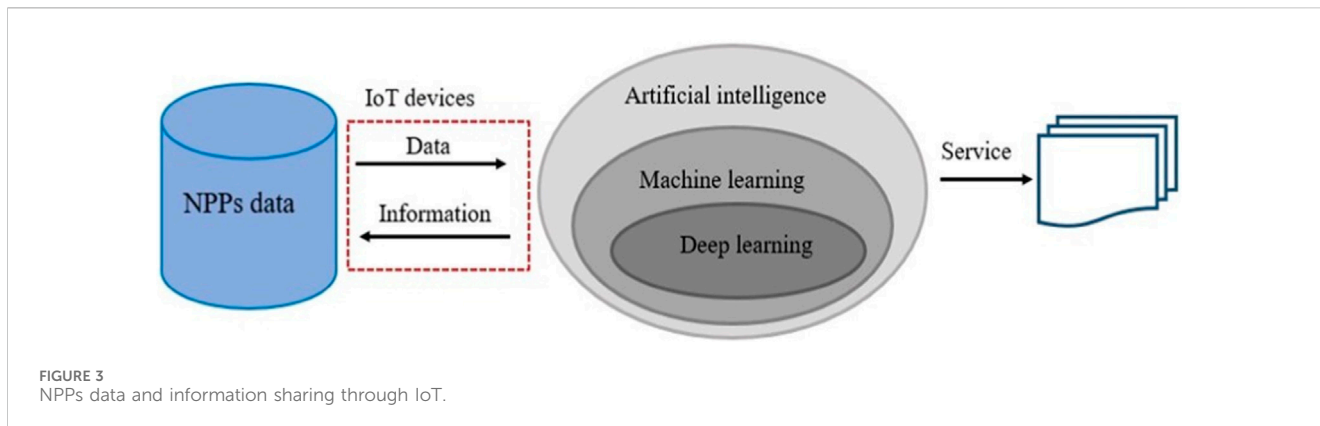 IoT devices
Artificial intelligence
Data
Service
Machine learning
NPPs data
Information
Deep learning
FIGURE 3
NPPs data and information sharing through IoT.